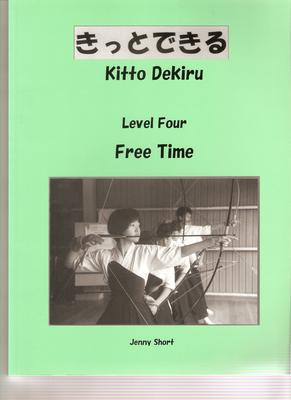 きっとできる
Kitto Dekiru
Level Four
Free Time
Jenny Short